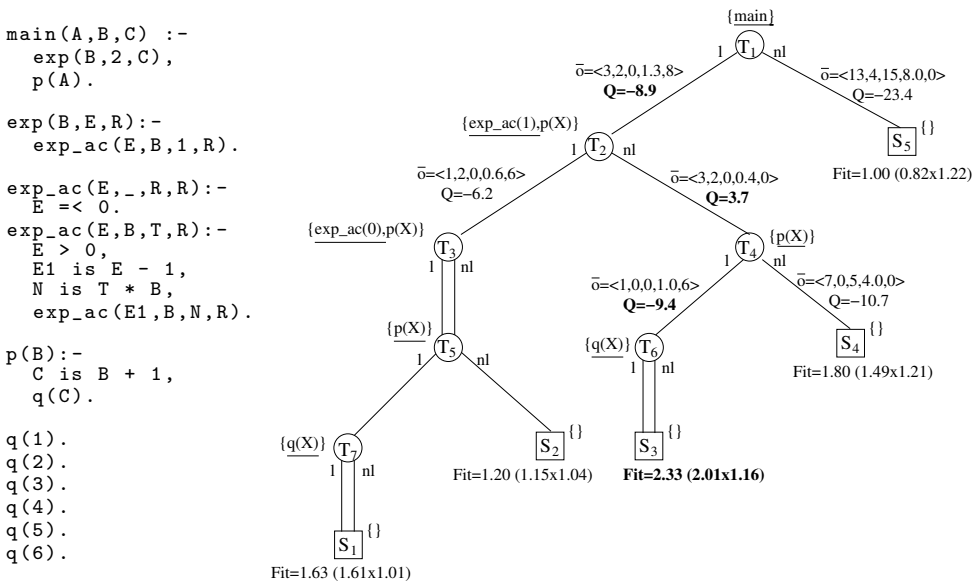 main(A,B,C) :-
exp(B,2,C),
p(A).
exp(B,E,R):-
exp_ac(E,B,1,R).
exp_ac(E,_,R,R):-
E =< 0.
exp_ac(E,B,T,R):-
E > 0,
E1 is E - 1,
N is T * B,
exp_ac(E1,B,N,R).
p(B):-
C is B + 1,
q(C).
q(1).
q(2).
q(3).
q(4).
q(5).
q(6).
{main}
l T1 nl
o̅=<3,2,0,1.3,8>
Q=−8.9
o̅=<13,4,15,8.0,0>
Q=−23.4
{exp_ac(1),p(X)}
l T2 nl
S5 {}
Fit=1.00 (0.82x1.22)
o̅=<1,2,0,0.6,6>
Q=−6.2
o̅=<3,2,0,0.4,0>
Q=3.7
{exp_ac(0),p(X)}
l T3 nl
l T4 nl {p(X)}
o̅=<1,0,0,1.0,6>
Q=−9.4
o̅=<7,0,5,4.0,0>
Q=−10.7
{p(X)}
l T5 nl
{q(X)}
l T6 nl
S4 {}
Fit=1.80 (1.49x1.21)
{q(X)}
l T7 nl
S2 {}
Fit=1.20 (1.15x1.04)
S3 {}
Fit=2.33 (2.01x1.16)
S1 {}
Fit=1.63 (1.61x1.01)